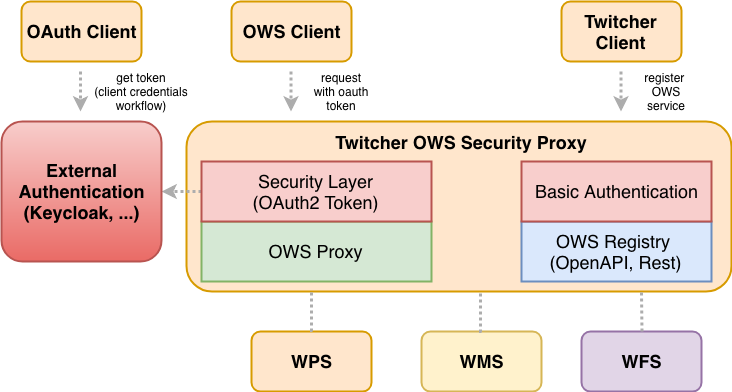 OAuth Client
OWS Client
Twitcher
Client
get token
(client credentials
workflow)
request
with oauth
token
register
OWS
service
External
Authentication
(Keycloak, ...)
Twitcher OWS Security Proxy
Security Layer
(OAuth2 Token)
Basic Authentication
OWS Proxy
OWS Registry
(OpenAPI, Rest)
WPS
WMS
WFS